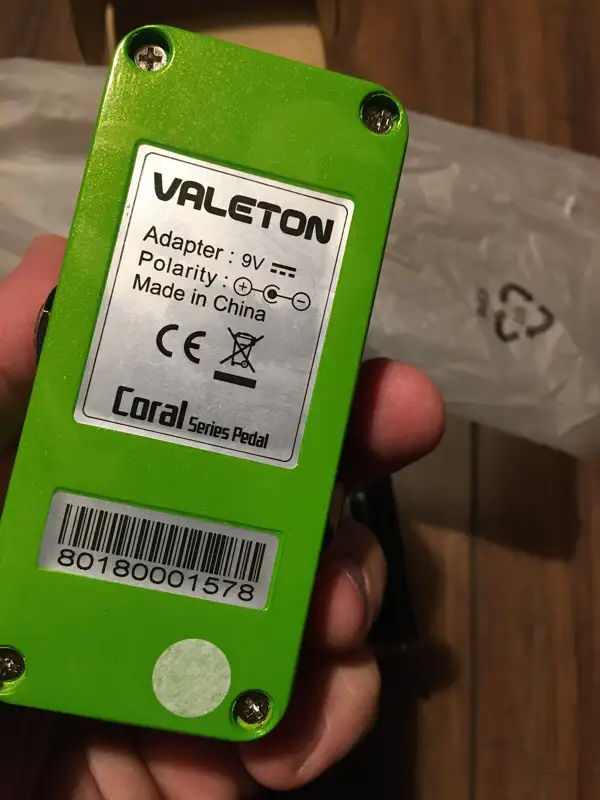 VALETON
Adapter : 9V
Polarity : + −
Made in China
CE
Coral Series Pedal
80180001578